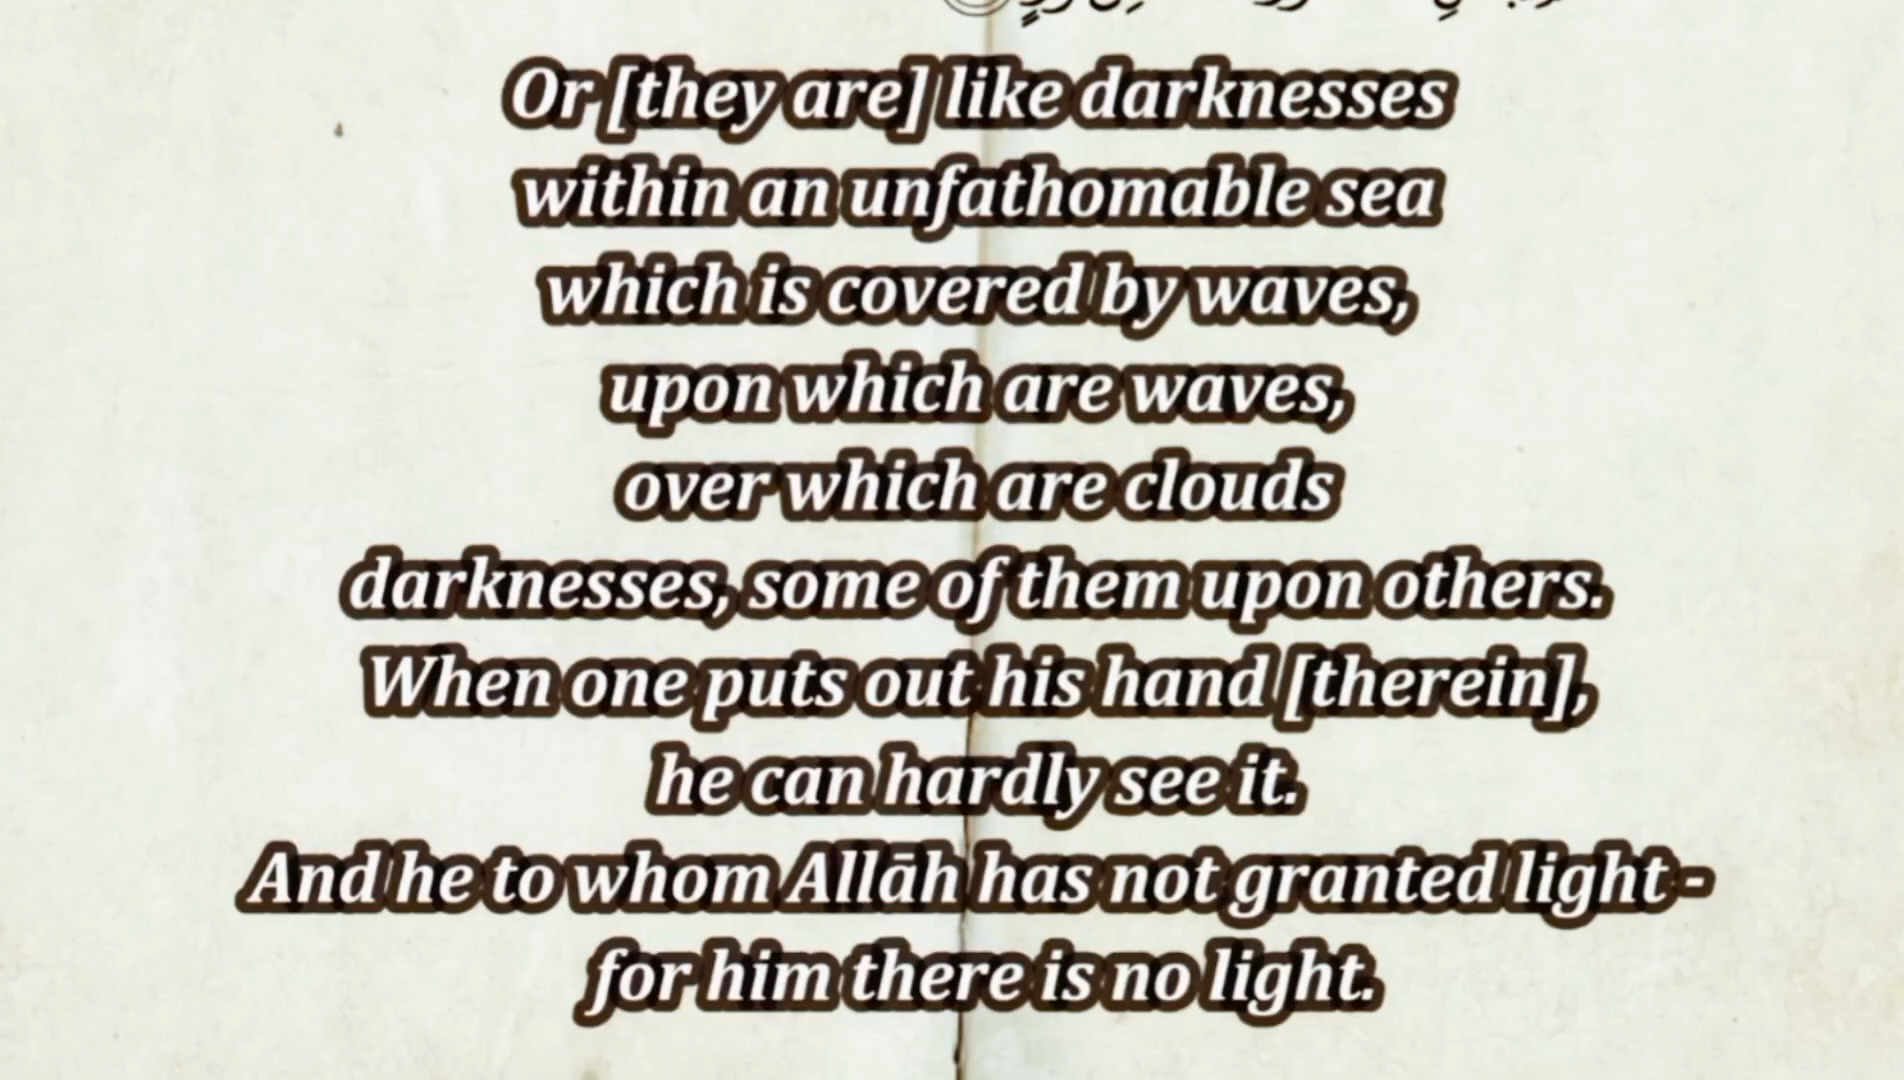 Or [they are] like darknesses
within an unfathomable sea
which is covered by waves,
upon which are waves,
over which are clouds
darknesses, some of them upon others.
When one puts out his hand [therein],
he can hardly see it.
And he to whom Allāh has not granted light -
for him there is no light.